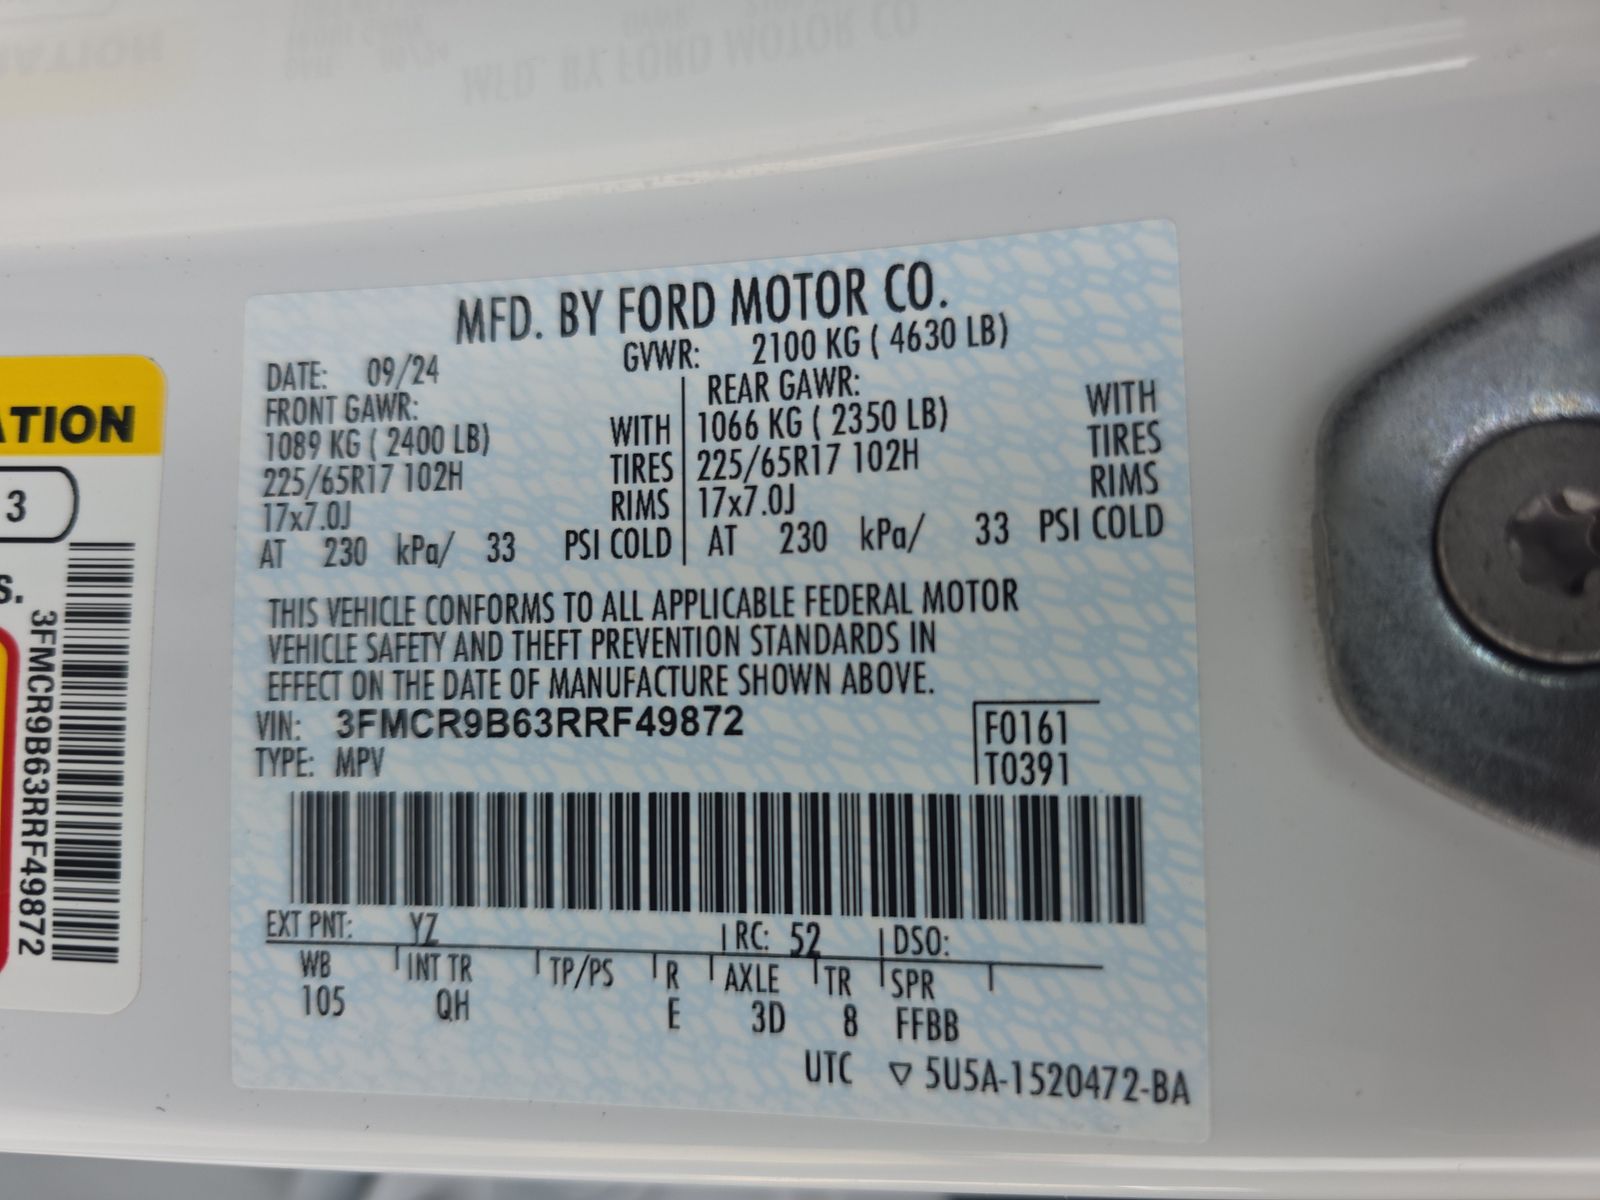 MFD. BY FORD MOTOR CO.
DATE: 09/24 GVWR: 2100 KG ( 4630 LB)
FRONT GAWR: REAR GAWR:
1089 KG ( 2400 LB) WITH 1066 KG ( 2350 LB) WITH
225/65R17 102H TIRES 225/65R17 102H TIRES
17x7.0J RIMS 17x7.0J RIMS
AT 230 kPa/ 33 PSI COLD AT 230 kPa/ 33 PSI COLD
THIS VEHICLE CONFORMS TO ALL APPLICABLE FEDERAL MOTOR
VEHICLE SAFETY AND THEFT PREVENTION STANDARDS IN
EFFECT ON THE DATE OF MANUFACTURE SHOWN ABOVE.
VIN: 3FMCR9B63RRF49872 F0161
TYPE: MPV T0391
EXT PNT: YZ RC: 52 DSO:
WB INT TR TP/PS R AXLE TR SPR
105 QH E 3D 8 FFBB
UTC ▽ 5U5A-1520472-BA
ATION
3
s.
3FMCR9B63RRF49872